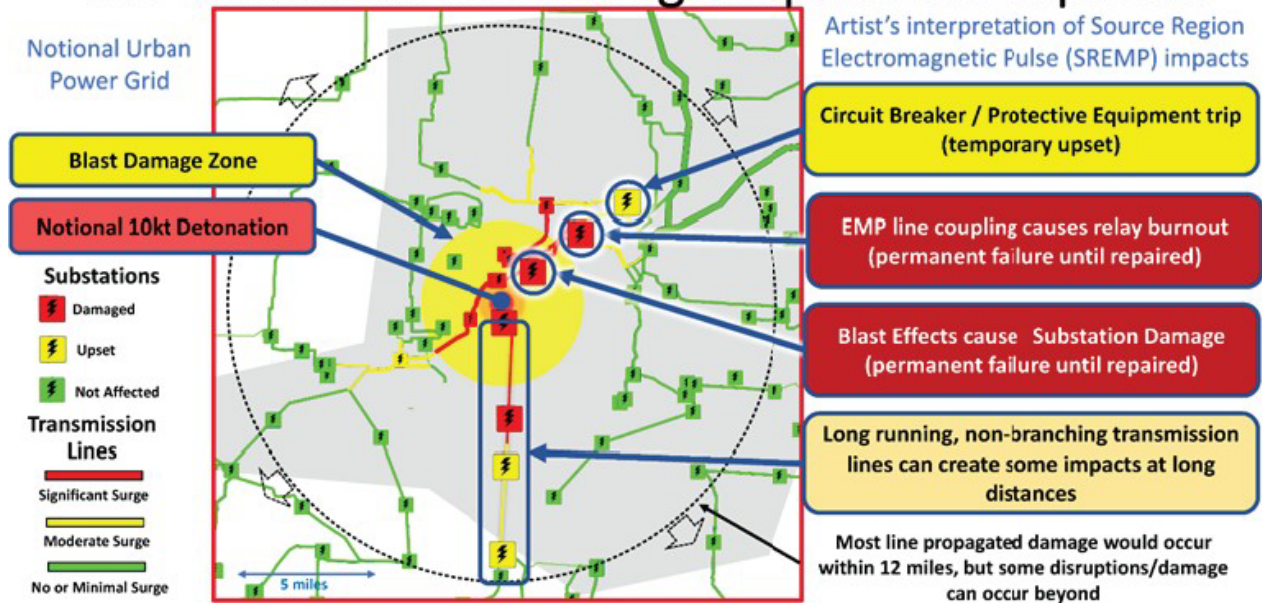 Notional Urban
Power Grid
Artist's interpretation of Source Region
Electromagnetic Pulse (SREMP) impacts
Blast Damage Zone
Notional 10kt Detonation
Substations
Damaged
Upset
Not Affected
Transmission
Lines
Significant Surge
Moderate Surge
No or Minimal Surge
5 miles
Circuit Breaker / Protective Equipment trip
(temporary upset)
EMP line coupling causes relay burnout
(permanent failure until repaired)
Blast Effects cause Substation Damage
(permanent failure until repaired)
Long running, non-branching transmission
lines can create some impacts at long
distances
Most line propagated damage would occur
within 12 miles, but some disruptions/damage
can occur beyond